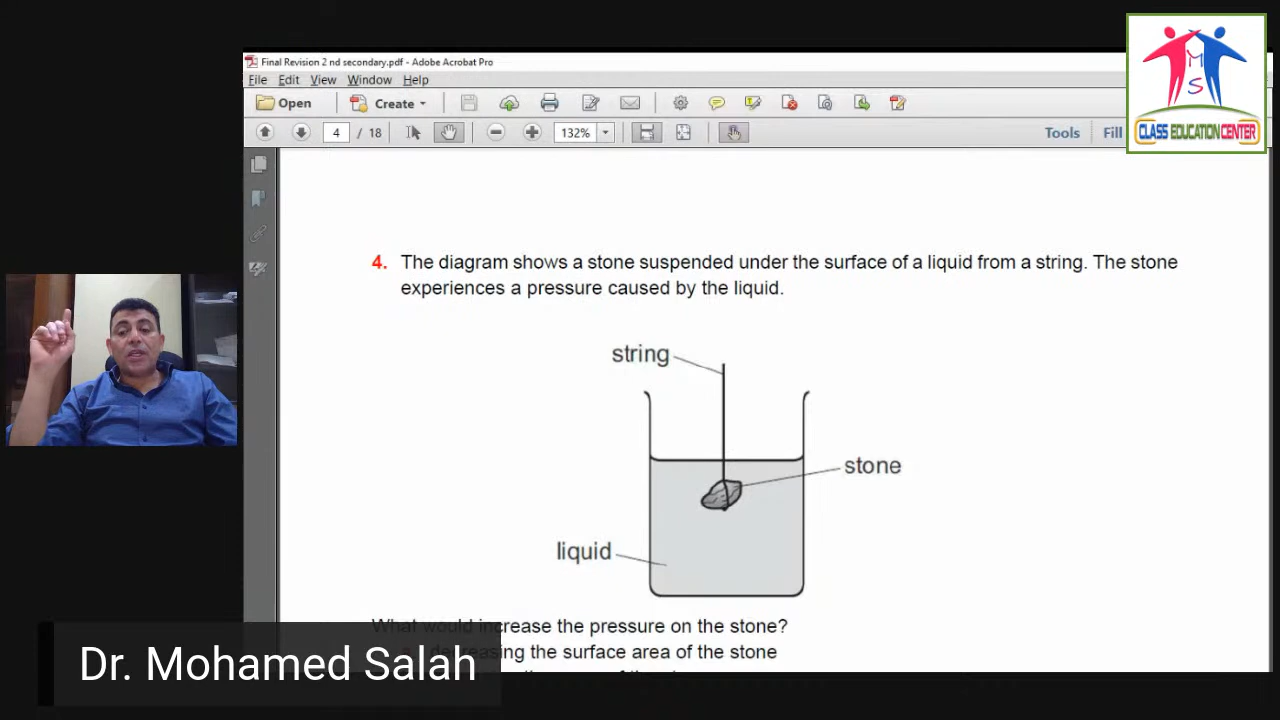 Final Revision 2 nd secondary.pdf - Adobe Acrobat Pro
File Edit View Window Help
Open Create
4 / 18 132% Tools Fill
M
S
CLASS EDUCATION CENTER
4. The diagram shows a stone suspended under the surface of a liquid from a string. The stone
experiences a pressure caused by the liquid.
string
stone
liquid
What would increase the pressure on the stone?
decreasing the surface area of the stone
Dr. Mohamed Salah